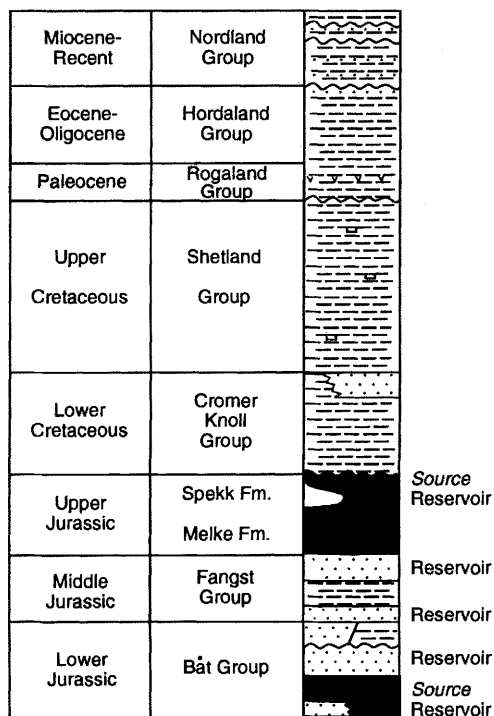 Miocene-
Recent
Nordland
Group
Eocene-
Oligocene
Hordaland
Group
Paleocene
Rogaland
Group
Upper
Cretaceous
Shetland
Group
Lower
Cretaceous
Cromer
Knoll
Group
Upper
Jurassic
Spekk Fm.
Melke Fm.
Source
Reservoir
Middle
Jurassic
Fangst
Group
Reservoir
Reservoir
Lower
Jurassic
Båt Group
Reservoir
Source
Reservoir